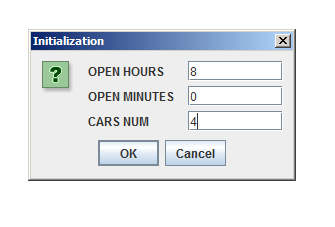 Initialization
OPEN HOURS 8
OPEN MINUTES 0
CARS NUM 4
OK Cancel